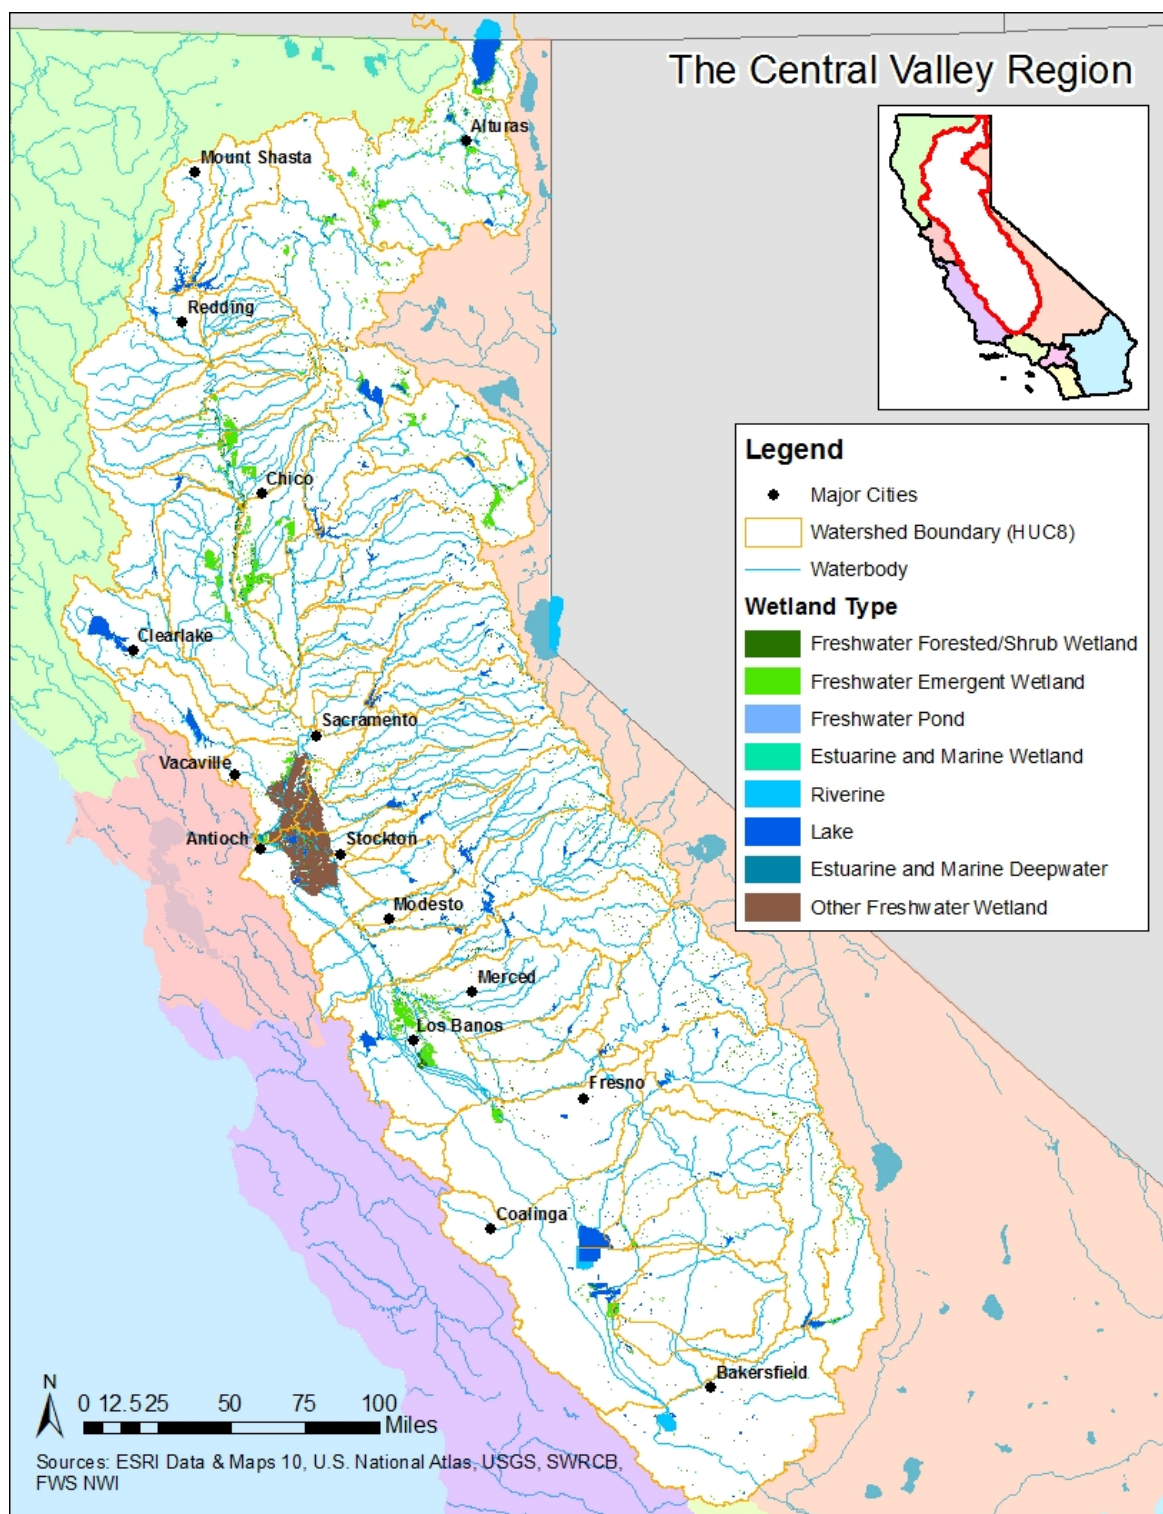 The Central Valley Region
Alturas
Mount Shasta
Redding
Chico
Clearlake
Sacramento
Vacaville
Antioch
Stockton
Modesto
Merced
Los Banos
Fresno
Coalinga
Bakersfield
Legend
Major Cities
Watershed Boundary (HUC8)
Waterbody
Wetland Type
Freshwater Forested/Shrub Wetland
Freshwater Emergent Wetland
Freshwater Pond
Estuarine and Marine Wetland
Riverine
Lake
Estuarine and Marine Deepwater
Other Freshwater Wetland
N
0 12.5 25 50 75 100
Miles
Sources: ESRI Data & Maps 10, U.S. National Atlas, USGS, SWRCB,
FWS NWI